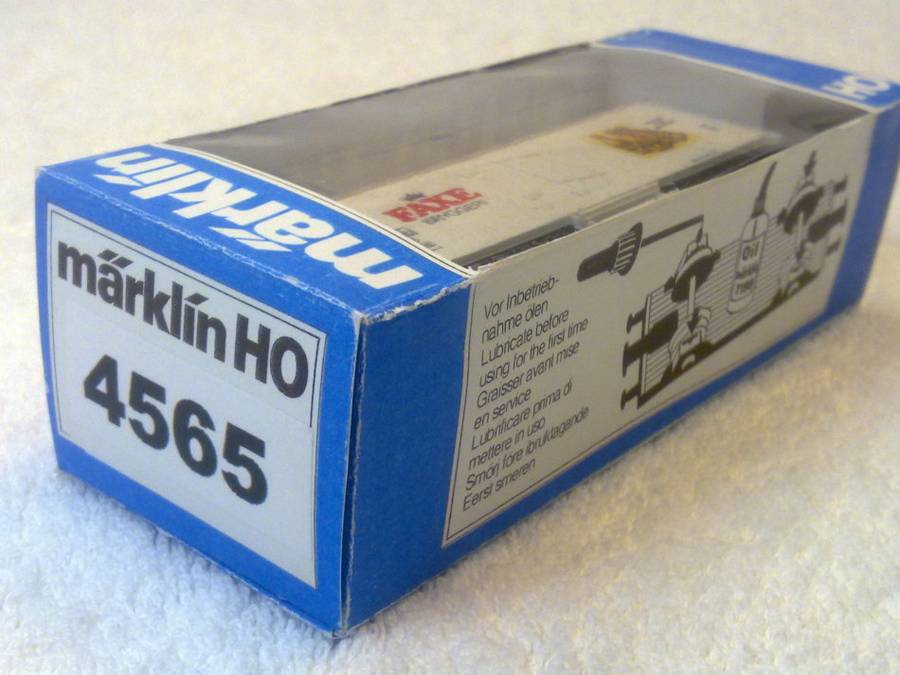 märklin
HO
FAXE
BRYGGERI
märklin HO
4565
Vor Inbetrieb-
nahme ölen
Lubricate before
using for the first time
Graisser avant mise
en service
Lubrificare prima di
mettere in uso
Smörj före ibruktagande
Eerst smeren
Oil